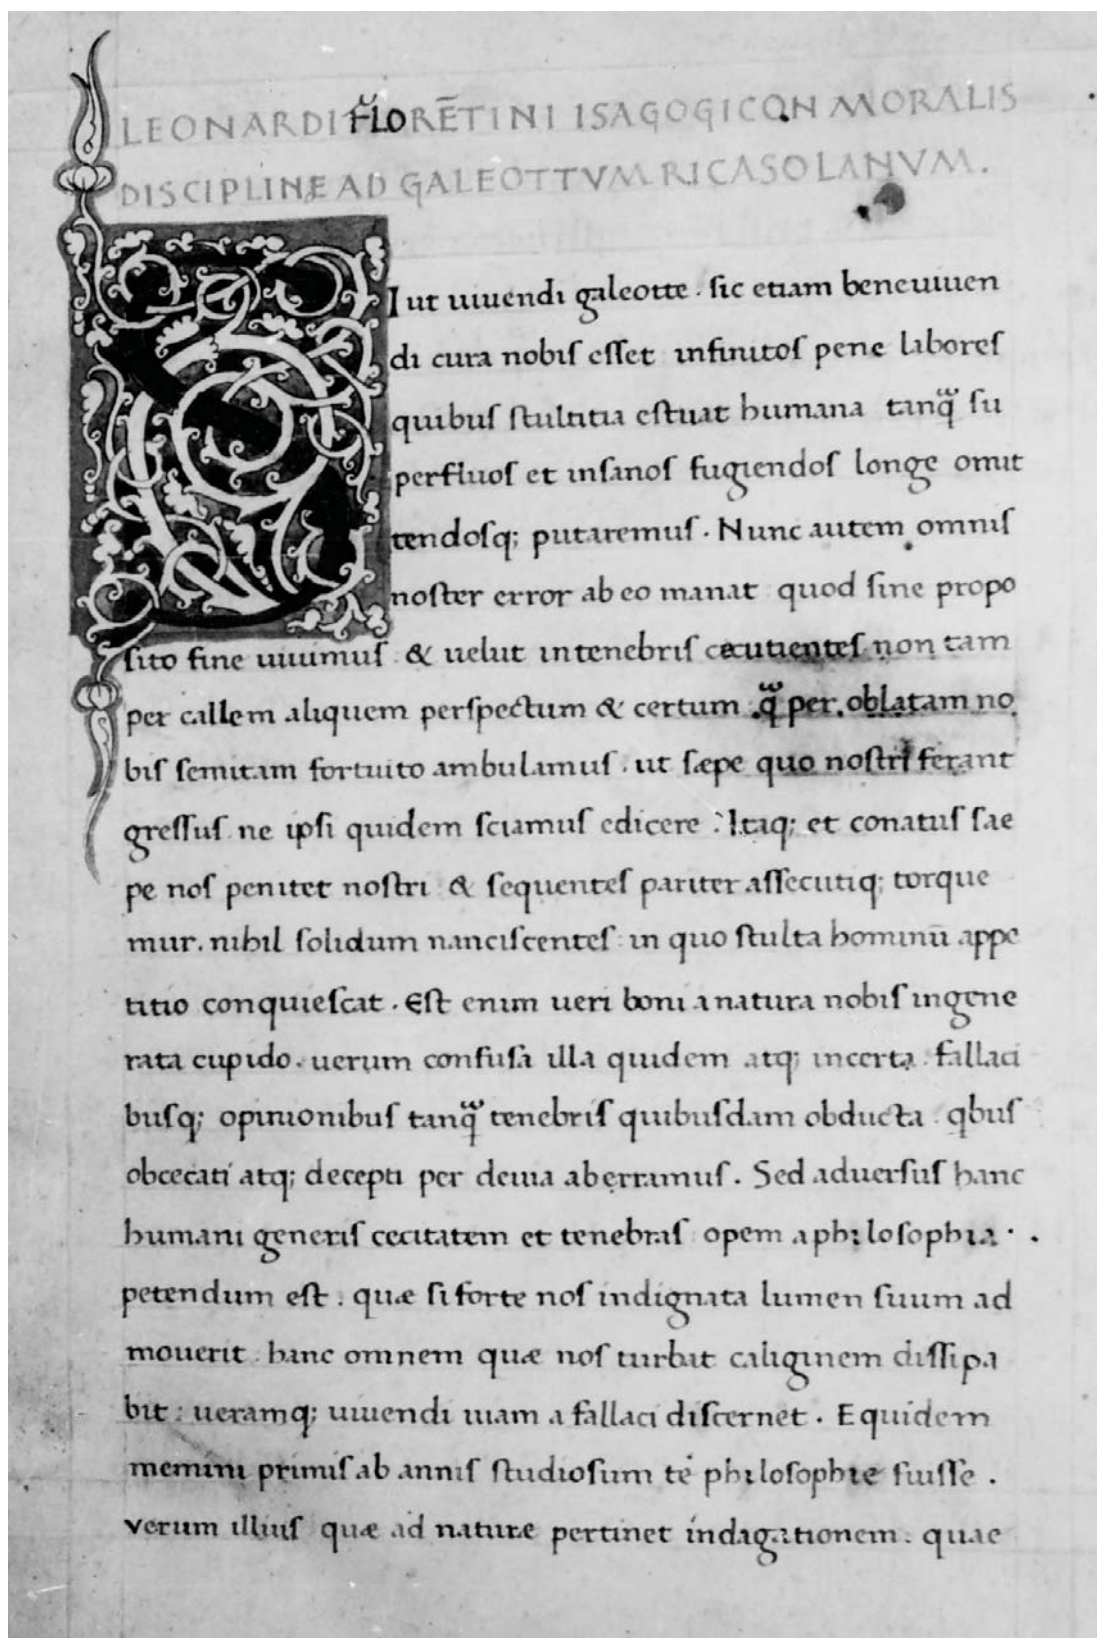 LEONARDI FLORĒTINI ISAGOGICON MORALIS
DISCIPLINÆ AD GALEOTTVM RICASOLANVM.
SI ut uiuendi galeotte · sic etiam bene uiuen
di cura nobis esset infinitos pene labores
quibus stultitia estuat humana tanq̃ su
perfluos et insanos fugiendos longe omit
tendosq; putaremus · Nunc autem omnis
noster error ab eo manat quod sine propo
sito fine uiuimus & uelut in tenebris cecutientes non tam
per callem aliquem perspectum & certum q̃ per oblatam no
bis semitam fortuito ambulamus · ut sæpe quo nostri ferant
gressus ne ipsi quidem sciamus edicere : Itaq; et conatus sae
pe nos penitet nostri & sequentes pariter assecutiq; torque
mur . nihil solidum nanciscentes in quo stulta hominū appe
titio conquiescat . Est enim ueri boni a natura nobis ingene
rata cupido . uerum confusa illa quidem atq; incerta . fallaci
busq; opinionibus tanq̃ tenebris quibusdam obducta . qbus
obcecati atq; decepti per deuia aberramus . Sed aduersus hanc
humani generis cecitatem et tenebras opem a philosophia .
petendum est : quæ si forte nos indignata lumen suum ad
mouerit . hanc omnem quæ nos turbat caliginem dissipa
bit : ueramq; uiuendi uiam a fallaci discernet . Equidem
memini primis ab annis studiosum te philosophie fuisse .
verum illius quæ ad nature pertinet indagationem . quae